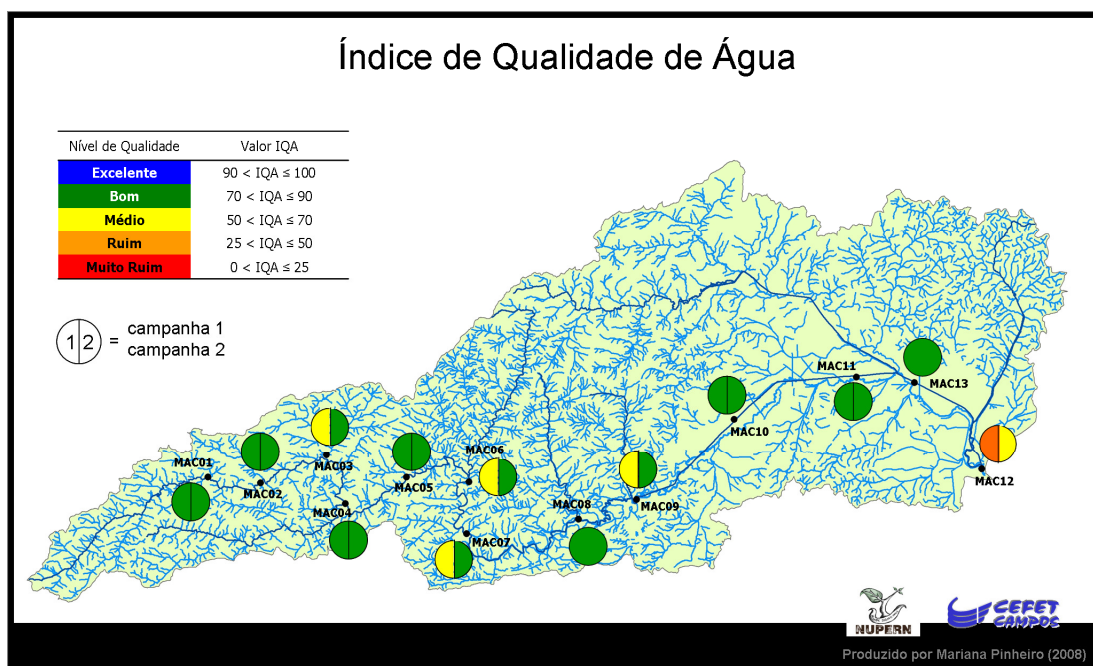 Índice de Qualidade de Água
Nível de Qualidade Valor IQA
Excelente 90 < IQA ≤ 100
Bom 70 < IQA ≤ 90
Médio 50 < IQA ≤ 70
Ruim 25 < IQA ≤ 50
Muito Ruim 0 < IQA ≤ 25
1 2 = campanha 1
campanha 2
MAC11
MAC13
MAC10
MAC06
MAC01
MAC03
MAC12
MAC05
MAC02
MAC08
MAC09
MAC04
MAC07
NUPERN
CEFET
CAMPOS
Produzido por Mariana Pinheiro (2008)